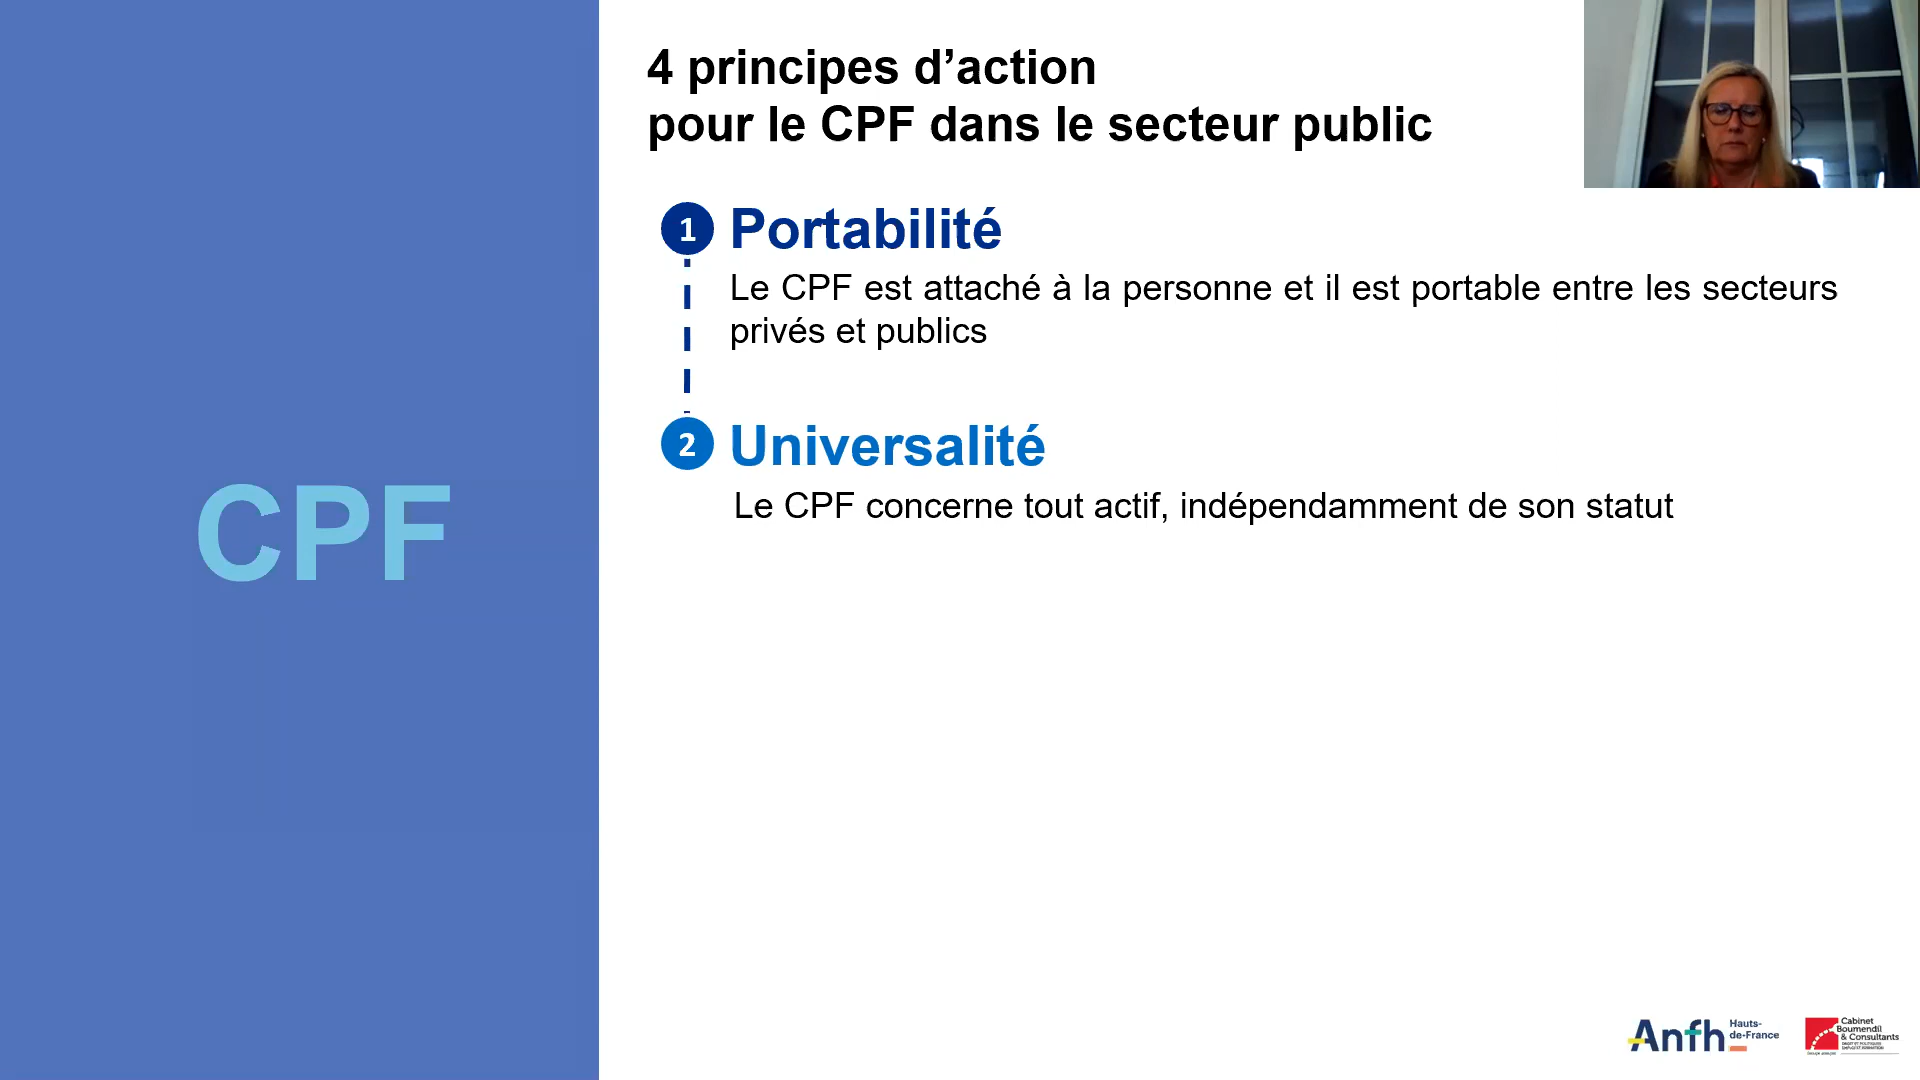 4 principes d’action
pour le CPF dans le secteur public
1 Portabilité
Le CPF est attaché à la personne et il est portable entre les secteurs
privés et publics
2 Universalité
Le CPF concerne tout actif, indépendamment de son statut
CPF
Anfh Hauts-
de-France
Cabinet
Boumendil
& Consultants